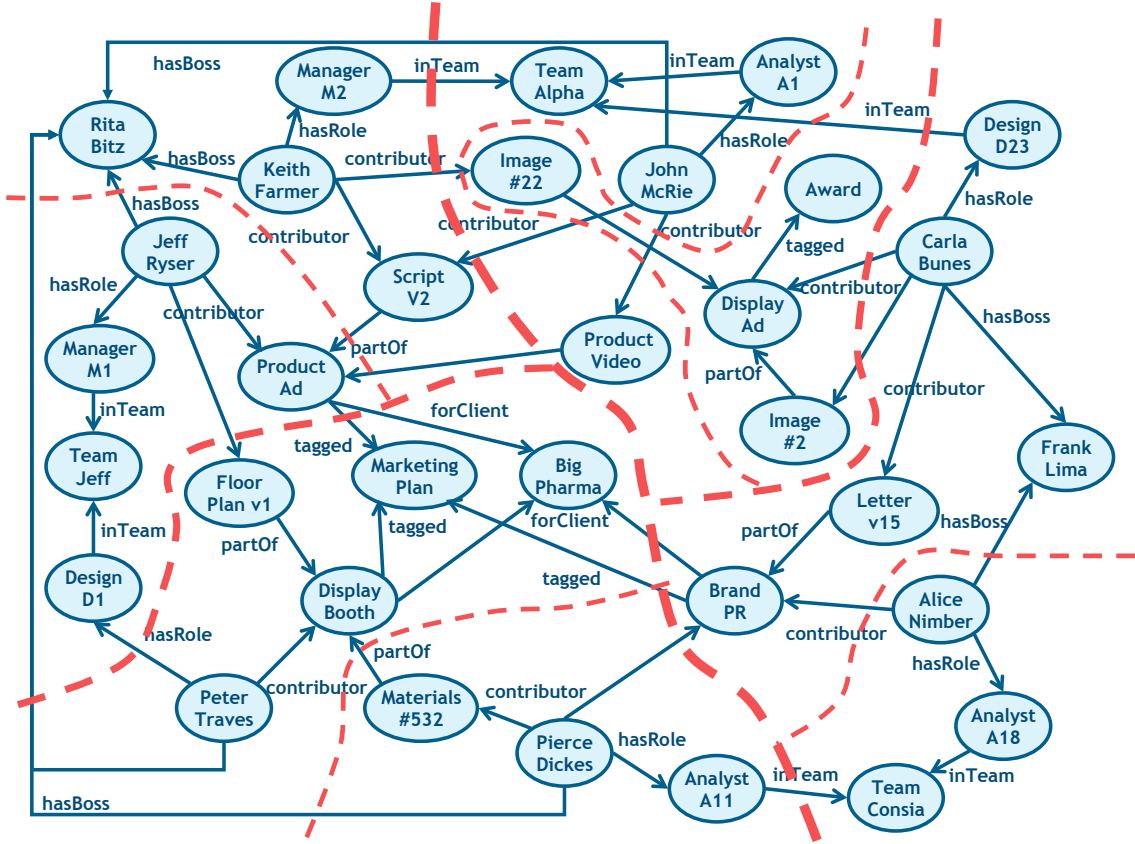 hasBoss
Manager
M2
inTeam
Team
Alpha
inTeam
Analyst
A1
Rita
Bitz
hasRole
inTeam
Design
D23
hasBoss
Keith
Farmer
contributor
Image
#22
John
McRie
hasRole
Award
hasRole
hasBoss
Jeff
Ryser
contributor
contributor
contributor
tagged
Carla
Bunes
hasRole
contributor
Script
V2
Display
Ad
contributor
hasBoss
Manager
M1
partOf
Product
Ad
Product
Video
partOf
contributor
inTeam
forClient
tagged
Image
#2
Team
Jeff
Marketing
Plan
Big
Pharma
Frank
Lima
Floor
Plan v1
Letter
v15
inTeam
partOf
tagged
forClient
partOf
hasBoss
Design
D1
Display
Booth
tagged
Brand
PR
Alice
Nimber
hasRole
partOf
contributor
hasRole
Peter
Traves
contributor
Materials
#532
contributor
Pierce
Dickes
hasRole
Analyst
A18
Analyst
A11
inTeam
Team
Consia
inTeam
hasBoss